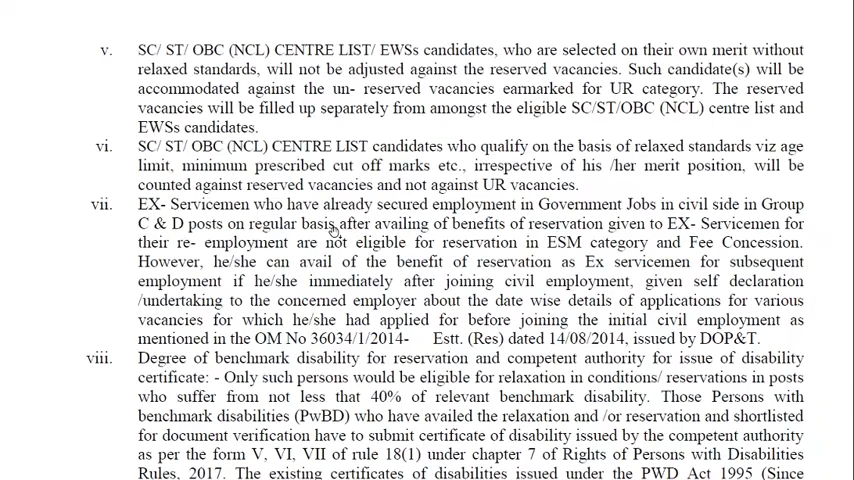 v. SC/ ST/ OBC (NCL) CENTRE LIST/ EWSs candidates, who are selected on their own merit without
relaxed standards, will not be adjusted against the reserved vacancies. Such candidate(s) will be
accommodated against the un- reserved vacancies earmarked for UR category. The reserved
vacancies will be filled up separately from amongst the eligible SC/ST/OBC (NCL) centre list and
EWSs candidates.
vi. SC/ ST/ OBC (NCL) CENTRE LIST candidates who qualify on the basis of relaxed standards viz age
limit, minimum prescribed cut off marks etc., irrespective of his /her merit position, will be
counted against reserved vacancies and not against UR vacancies.
vii. EX- Servicemen who have already secured employment in Government Jobs in civil side in Group
C & D posts on regular basis after availing of benefits of reservation given to EX- Servicemen for
their re- employment are not eligible for reservation in ESM category and Fee Concession.
However, he/she can avail of the benefit of reservation as Ex servicemen for subsequent
employment if he/she immediately after joining civil employment, given self declaration
/undertaking to the concerned employer about the date wise details of applications for various
vacancies for which he/she had applied for before joining the initial civil employment as
mentioned in the OM No 36034/1/2014- Estt. (Res) dated 14/08/2014, issued by DOP&T.
viii. Degree of benchmark disability for reservation and competent authority for issue of disability
certificate: - Only such persons would be eligible for relaxation in conditions/ reservations in posts
who suffer from not less that 40% of relevant benchmark disability. Those Persons with
benchmark disabilities (PwBD) who have availed the relaxation and /or reservation and shortlisted
for document verification have to submit certificate of disability issued by the competent authority
as per the form V, VI, VII of rule 18(1) under chapter 7 of Rights of Persons with Disabilities
Rules, 2017. The existing certificates of disabilities issued under the PWD Act 1995 (Since